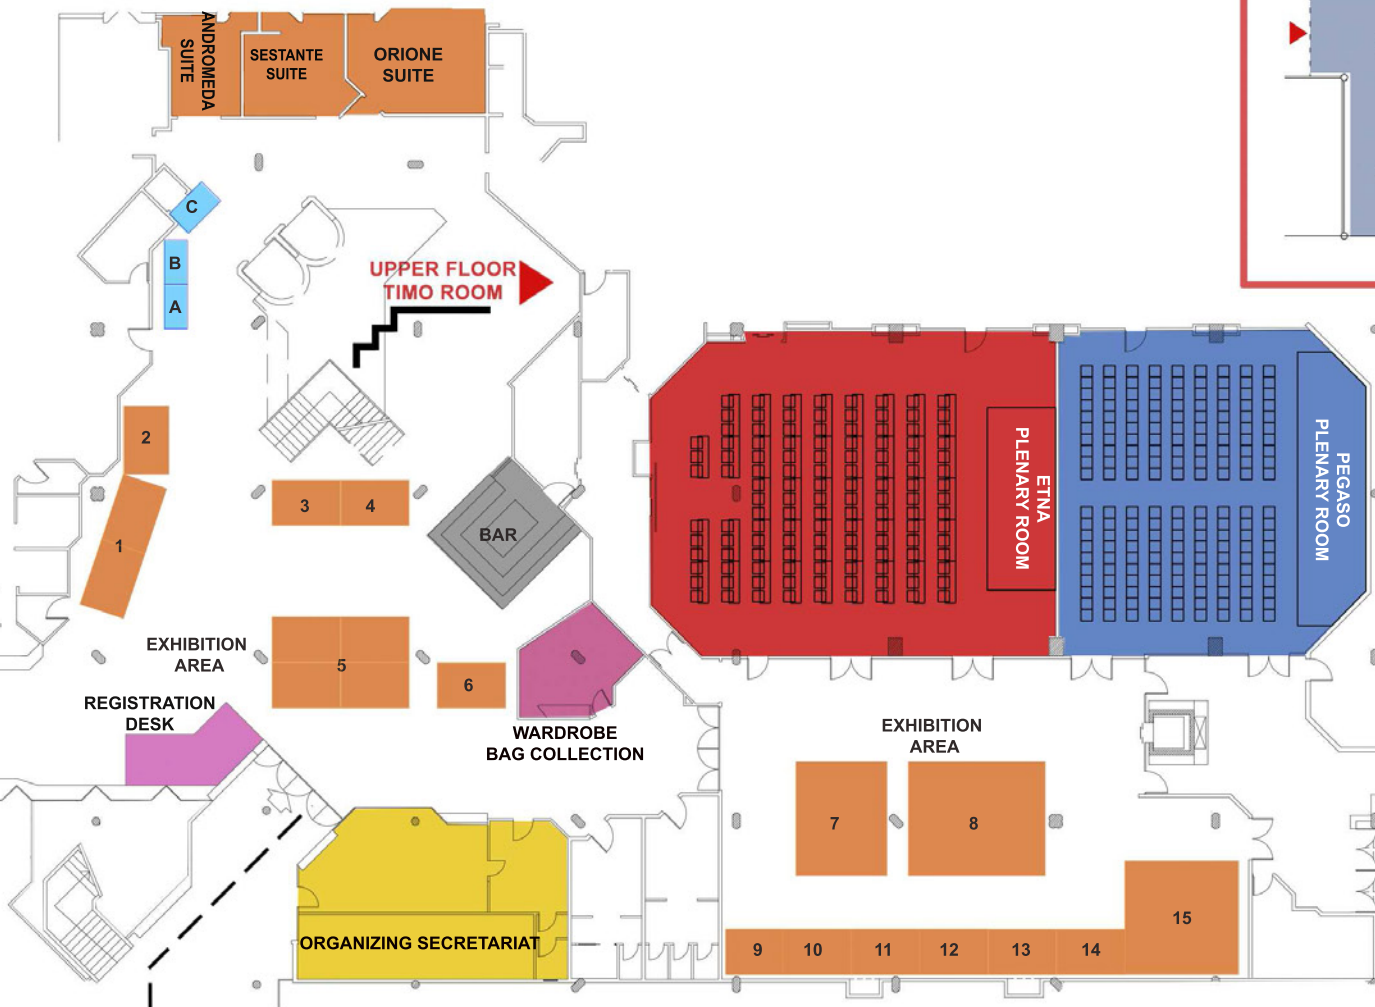 ANDROMEDA
SUITE
SESTANTE
SUITE
ORIONE
SUITE
C
B
A
UPPER FLOOR
TIMO ROOM
2
1
3
4
BAR
ETNA
PLENARY ROOM
PEGASO
PLENARY ROOM
EXHIBITION
AREA
5
6
REGISTRATION
DESK
WARDROBE
BAG COLLECTION
EXHIBITION
AREA
7
8
ORGANIZING SECRETARIAT
9
10
11
12
13
14
15